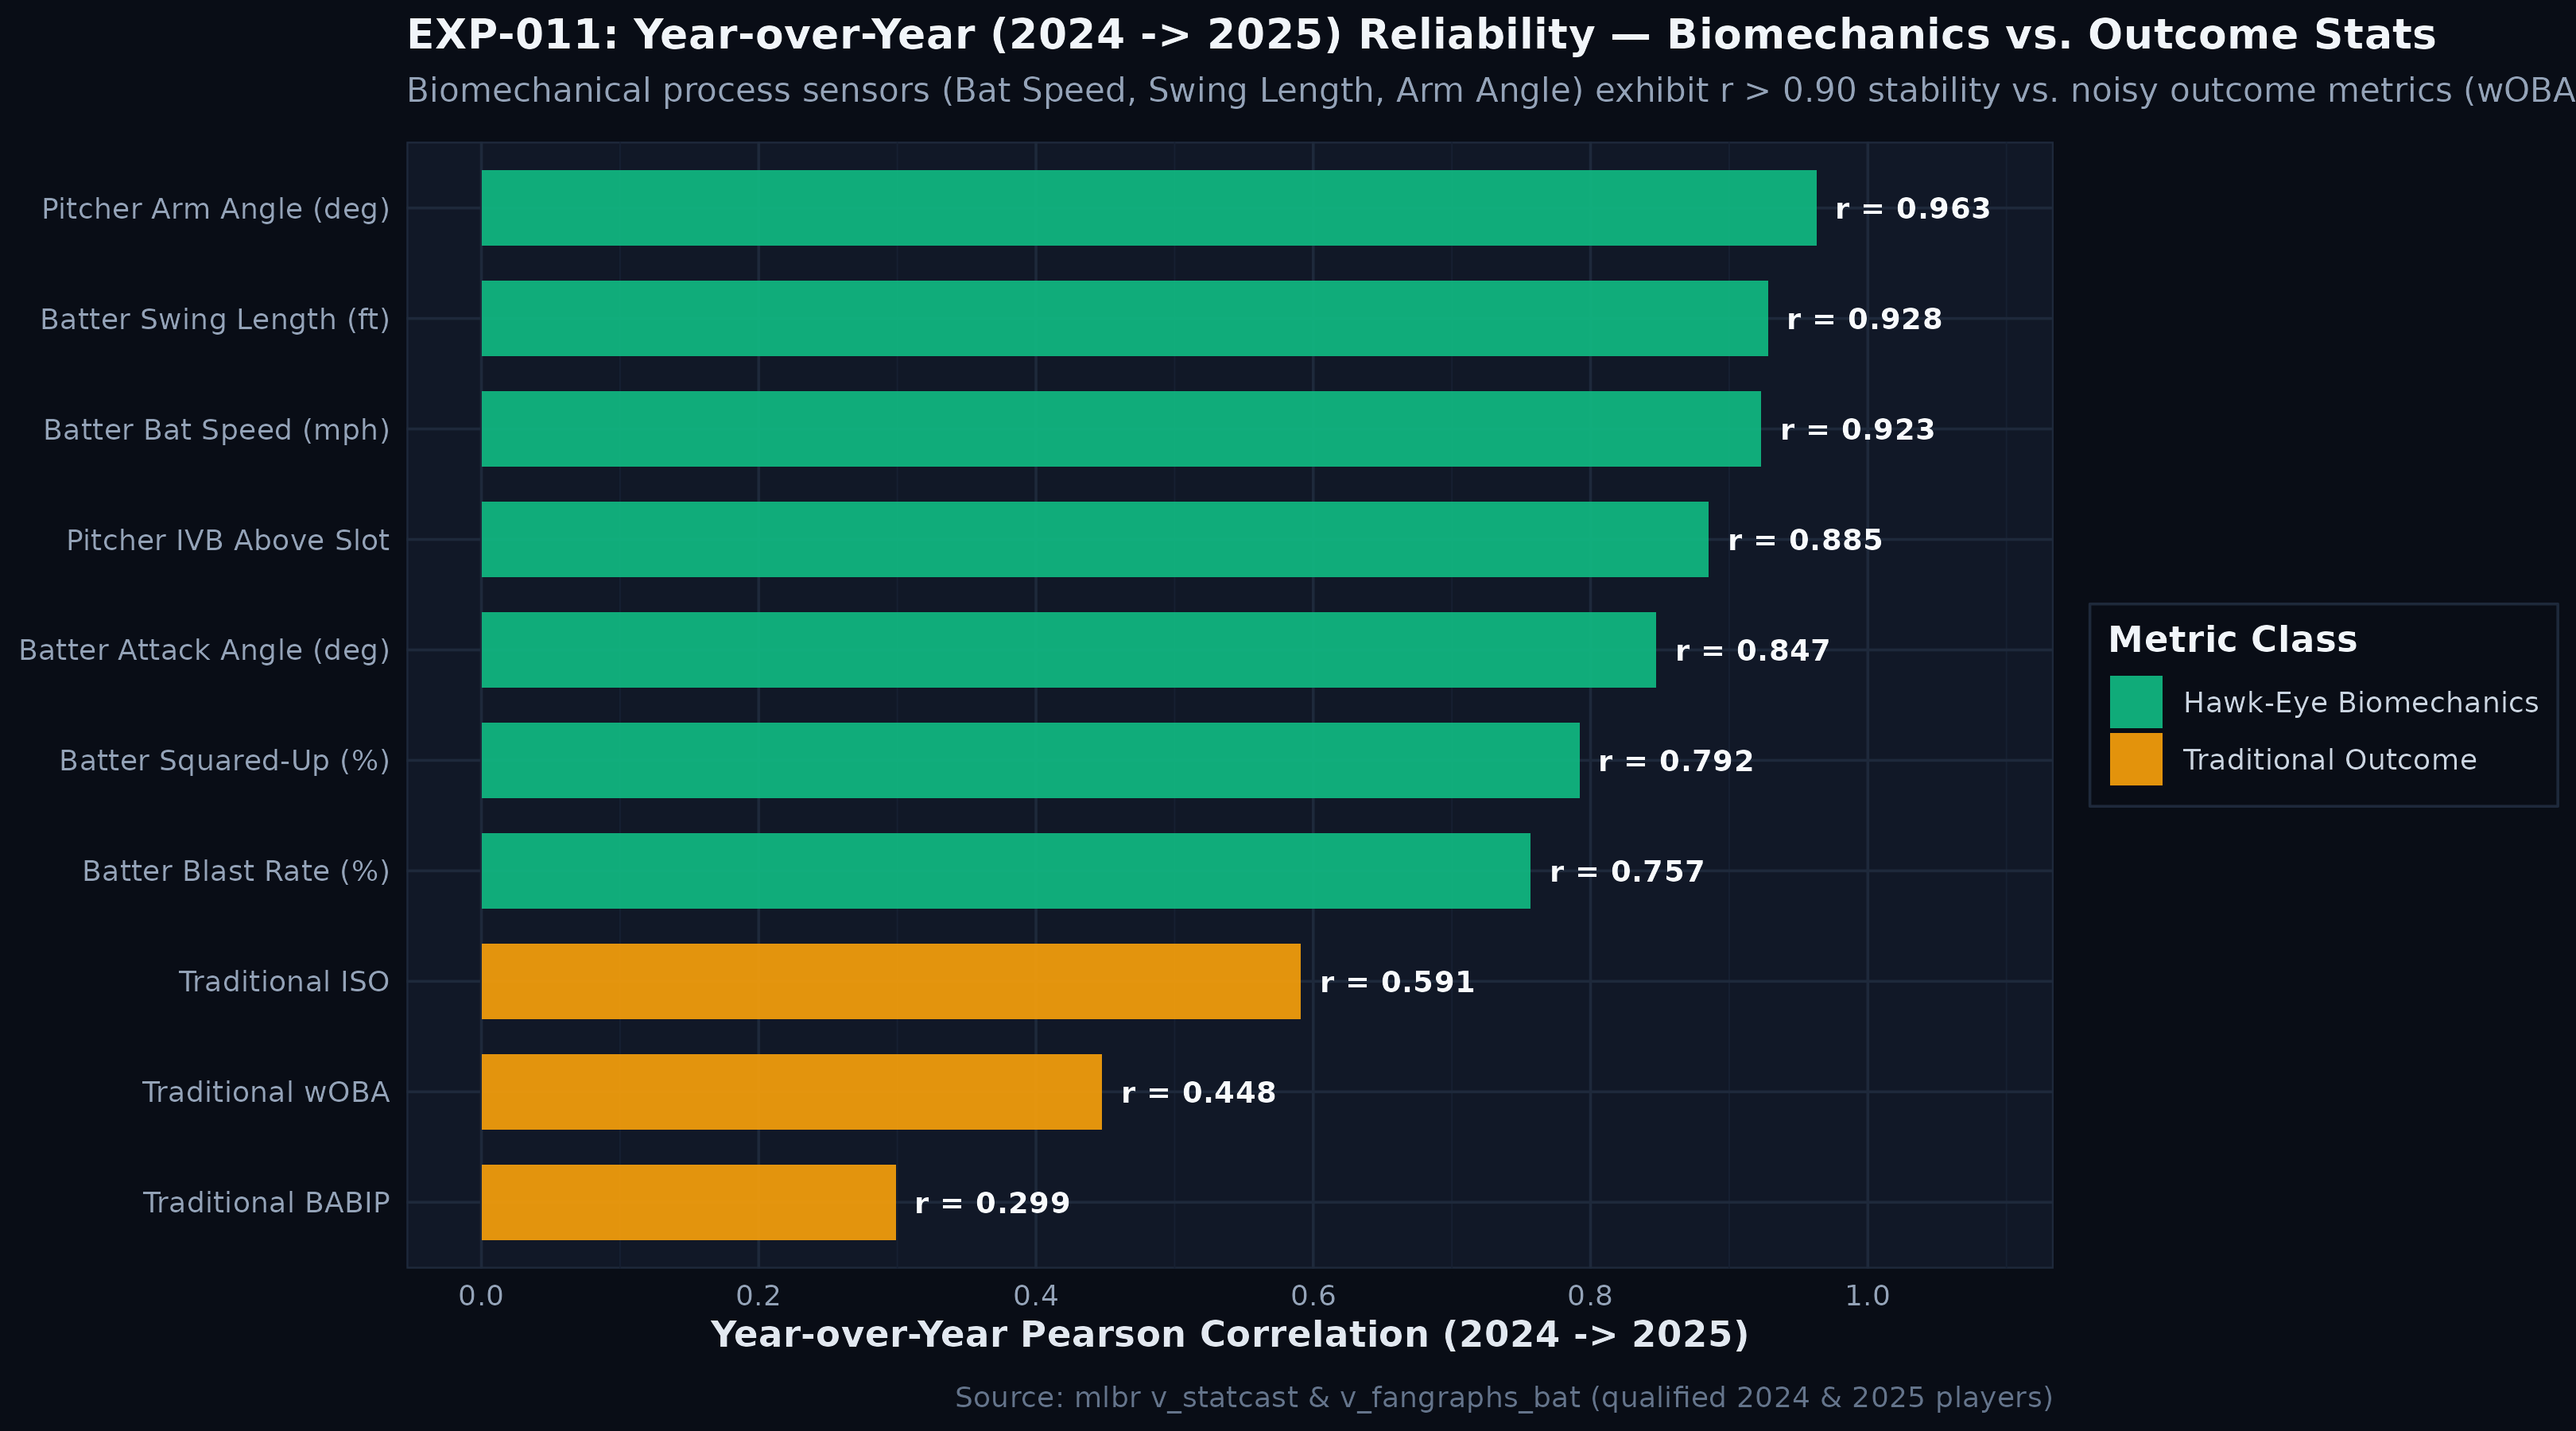 EXP-011: Year-over-Year (2024 -> 2025) Reliability — Biomechanics vs. Outcome Stats
Biomechanical process sensors (Bat Speed, Swing Length, Arm Angle) exhibit r > 0.90 stability vs. noisy outcome metrics (wOBA
Pitcher Arm Angle (deg)
r = 0.963
Batter Swing Length (ft)
r = 0.928
Batter Bat Speed (mph)
r = 0.923
Pitcher IVB Above Slot
r = 0.885
Batter Attack Angle (deg)
r = 0.847
Batter Squared-Up (%)
r = 0.792
Batter Blast Rate (%)
r = 0.757
Traditional ISO
r = 0.591
Traditional wOBA
r = 0.448
Traditional BABIP
r = 0.299
0.0 0.2 0.4 0.6 0.8 1.0
Year-over-Year Pearson Correlation (2024 -> 2025)
Metric Class
Hawk-Eye Biomechanics
Traditional Outcome
Source: mlbr v_statcast & v_fangraphs_bat (qualified 2024 & 2025 players)